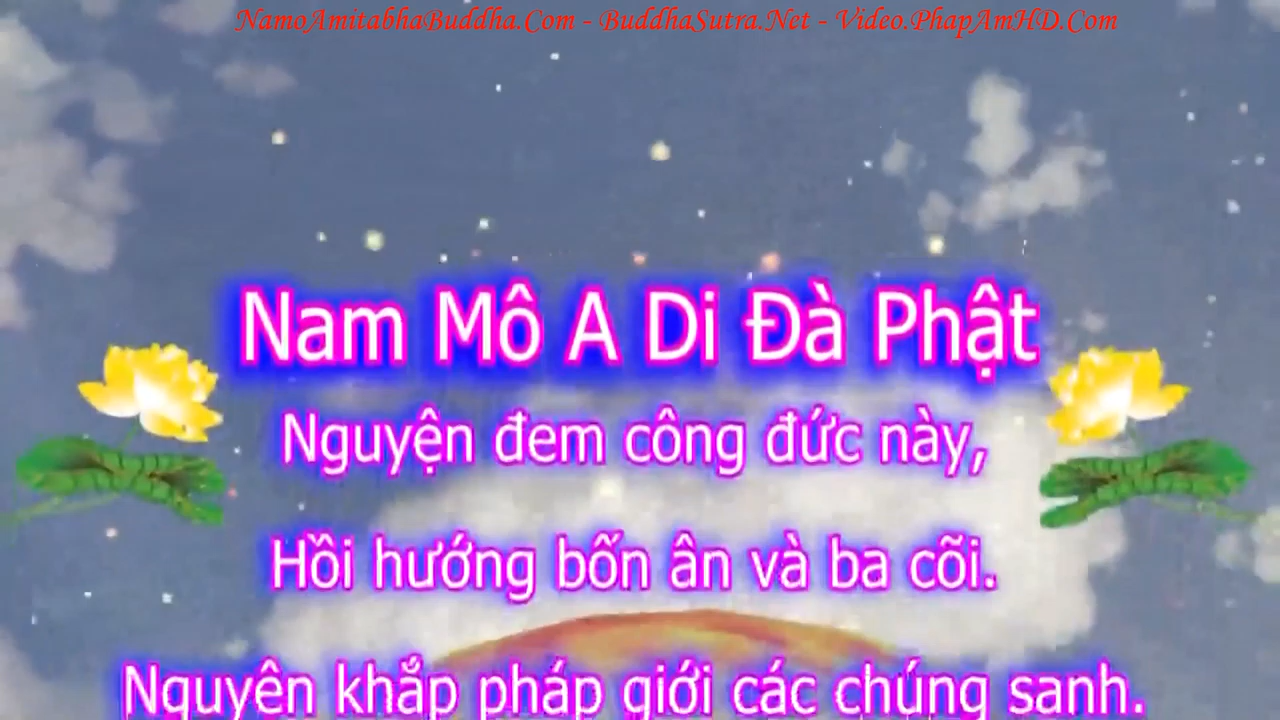 NamoAmitabhaBuddha.Com - BuddhaSutra.Net - Video.PhapAmHD.Com
Nam Mô A Di Đà Phật
Nguyện đem công đức này,
Hồi hướng bốn ân và ba cõi.
Nguyên khắp pháp giới các chúng sanh.